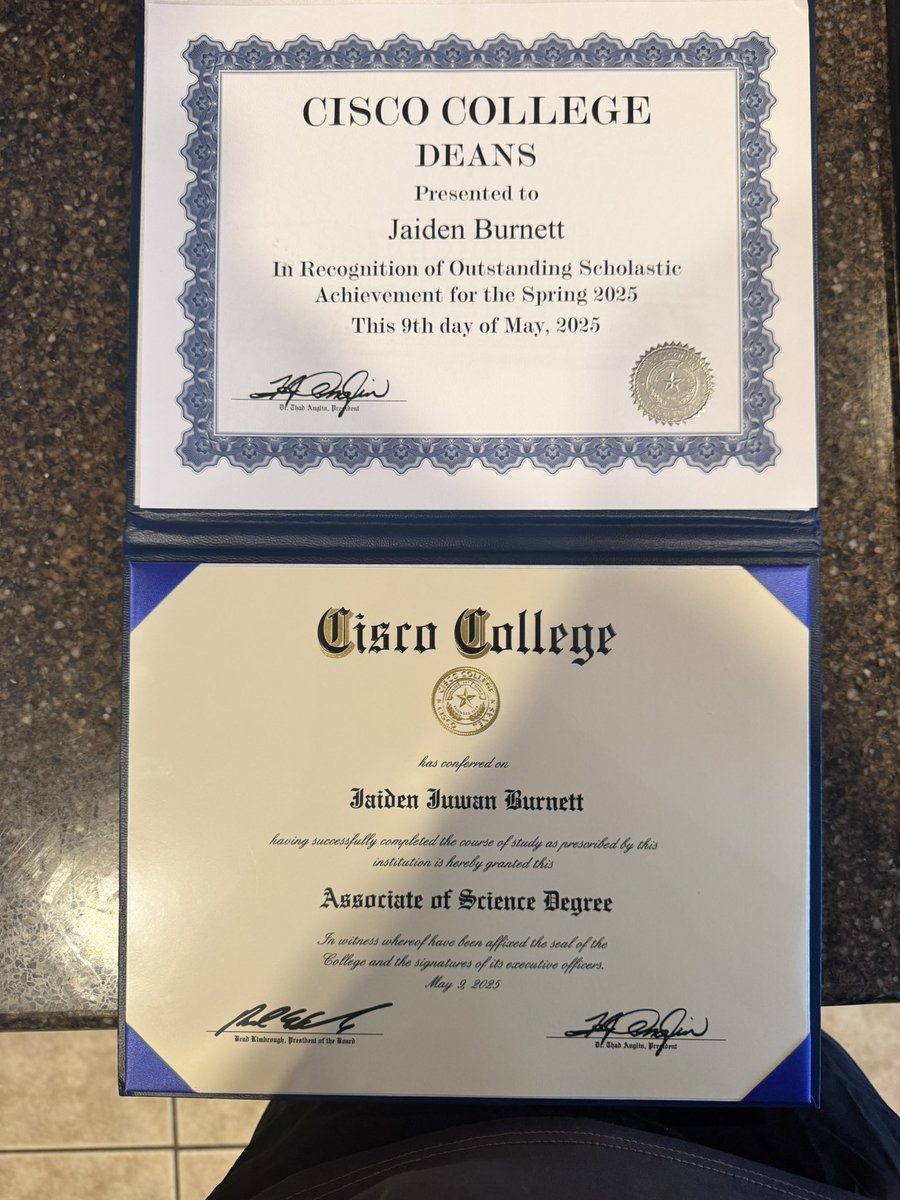 CISCO COLLEGE
DEANS
Presented to
Jaiden Burnett
In Recognition of Outstanding Scholastic
Achievement for the Spring 2025
This 9th day of May, 2025
Dr. Thad Anglin, President
Cisco College
CISCO COLLEGE
CISCO TEXAS
has conferred on
Jaiden Juwan Burnett
having successfully completed the course of study as prescribed by this
institution is hereby granted this
Associate of Science Degree
In witness whereof have been affixed the seal of the
College and the signatures of its executive officers.
May 9, 2025
Brad Kimbrough, President of the Board
Dr. Thad Anglin, President